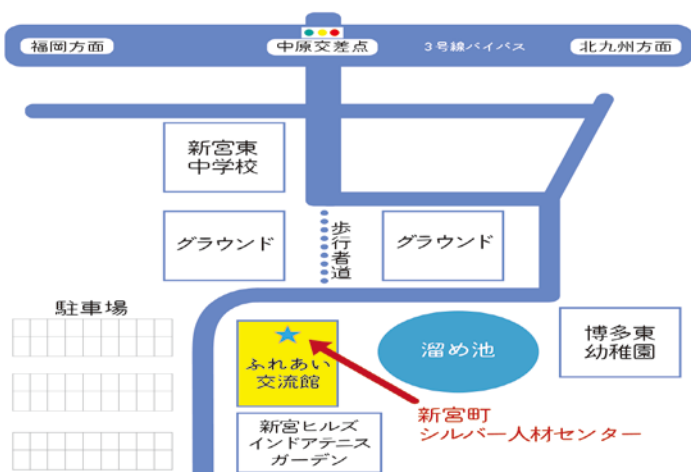 福岡方面
中原交差点
3号線バイパス
北九州方面
新宮東
中学校
グラウンド
歩行者道
グラウンド
駐車場
ふれあい
交流館
溜め池
博多東
幼稚園
新宮町
シルバー人材センター
新宮ヒルズ
インドアテニス
ガーデン